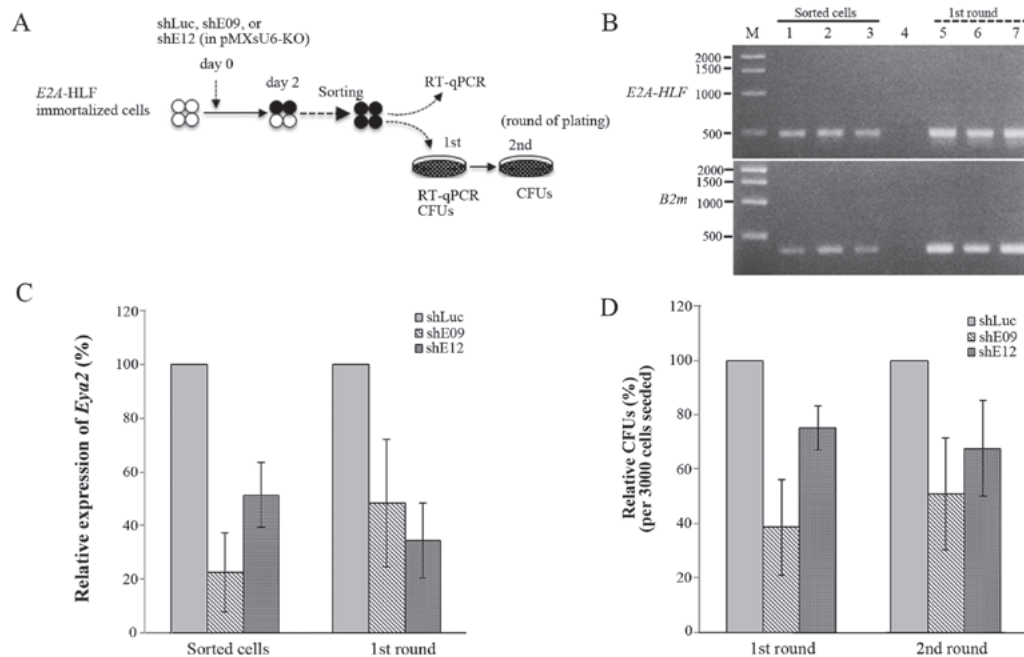 A
shLuc, shE09, or
shE12 (in pMXsU6-KO)
day 0
E2A-HLF
immortalized cells
day 2
Sorting
RT-qPCR
(round of plating)
1st
2nd
RT-qPCR
CFUs
CFUs
B
Sorted cells
1st round
M 1 2 3 4 5 6 7
2000
1500
E2A-HLF
1000
500
2000
1500
B2m
1000
500
C
Relative expression of Eya2 (%)
120
100
80
60
40
20
0
shLuc
shE09
shE12
Sorted cells
1st round
D
Relative CFUs (%)
(per 3000 cells seeded)
120
100
80
60
40
20
0
shLuc
shE09
shE12
1st round
2nd round